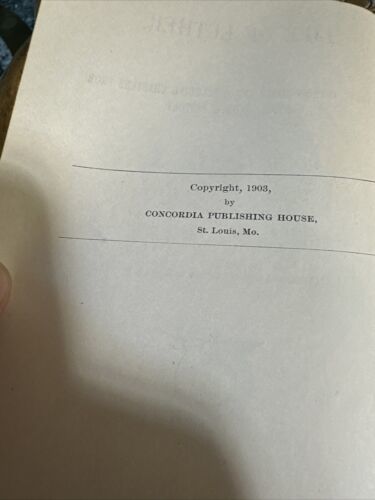 Copyright, 1903,
by
CONCORDIA PUBLISHING HOUSE,
St. Louis, Mo.